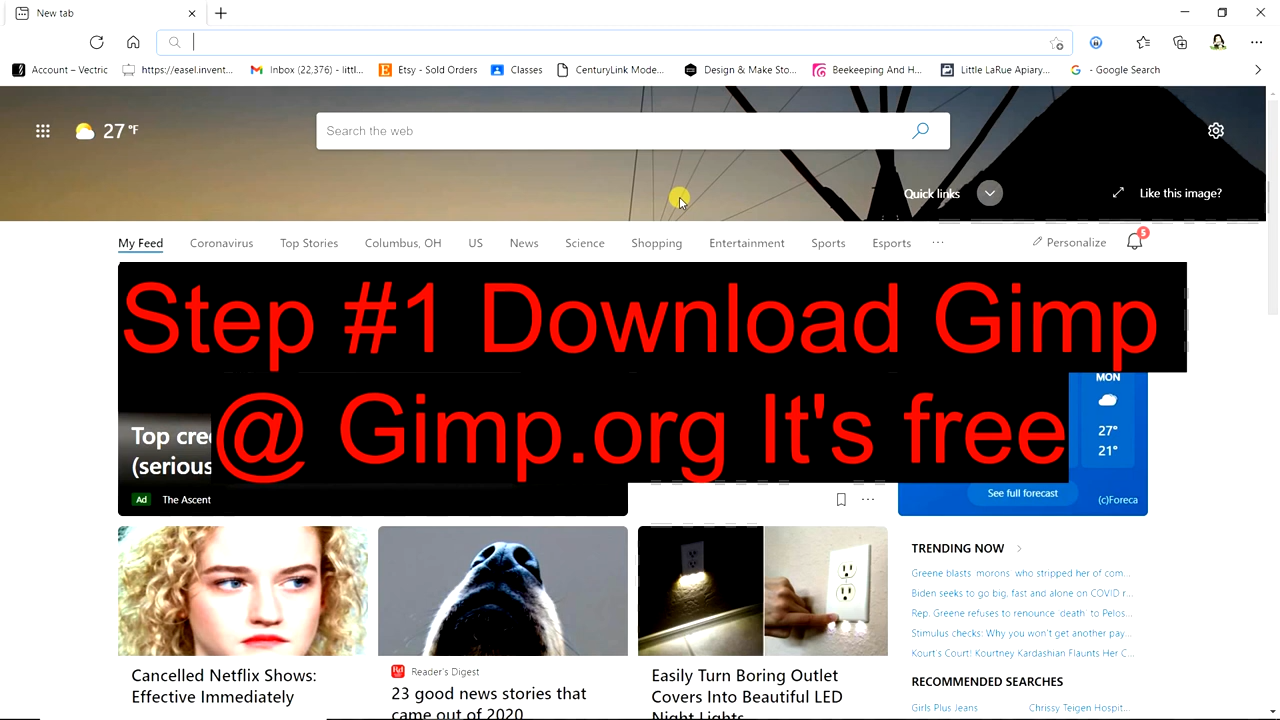 New tab
Account – Vectric
https://easel.invent...
Inbox (22,376) - littl...
Etsy - Sold Orders
Classes
CenturyLink Mode...
Design & Make Sto...
Beekeeping And H...
Little LaRue Apiary...
- Google Search
27 °F
Search the web
Quick links
Like this image?
My Feed
Coronavirus
Top Stories
Columbus, OH
US
News
Science
Shopping
Entertainment
Sports
Esports
Personalize
5
Step #1 Download Gimp
@ Gimp.org It's free
MON
27°
21°
See full forecast
(c)Foreca
Top cre
(serious
Ad
The Ascent
Cancelled Netflix Shows:
Effective Immediately
Reader's Digest
23 good news stories that
came out of 2020
Easily Turn Boring Outlet
Covers Into Beautiful LED
Night Lights
TRENDING NOW
Greene blasts 'morons' who stripped her of com...
Biden seeks to go big, fast and alone on COVID r...
Rep. Greene refuses to renounce 'death' to Pelos...
Stimulus checks: Why you won't get another pay...
Kourt's Court! Kourtney Kardashian Flaunts Her C...
RECOMMENDED SEARCHES
Girls Plus Jeans
Chrissy Teigen Hospit...